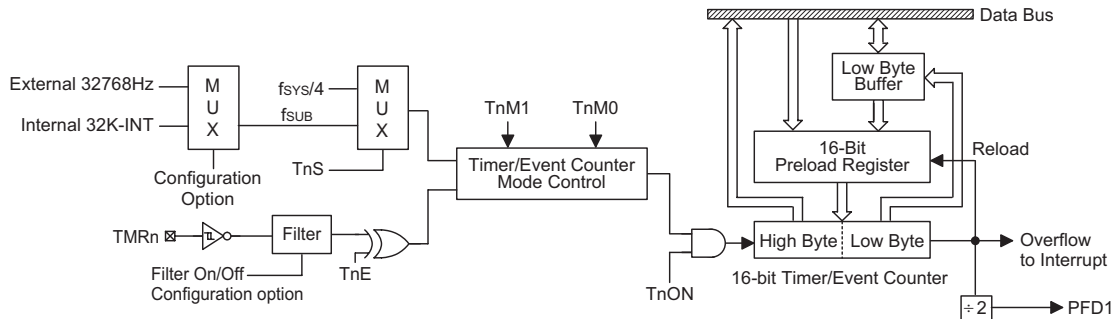 Data Bus
External 32768Hz
Internal 32K-INT
M
U
X
Configuration
Option
fSYS/4
fSUB
M
U
X
TnS
TnM1
TnM0
Timer/Event Counter
Mode Control
Low Byte
Buffer
16-Bit
Preload Register
Reload
TMRn
Filter
Filter On/Off
Configuration option
TnE
TnON
High Byte
Low Byte
16-bit Timer/Event Counter
Overflow
to Interrupt
÷2
PFD1